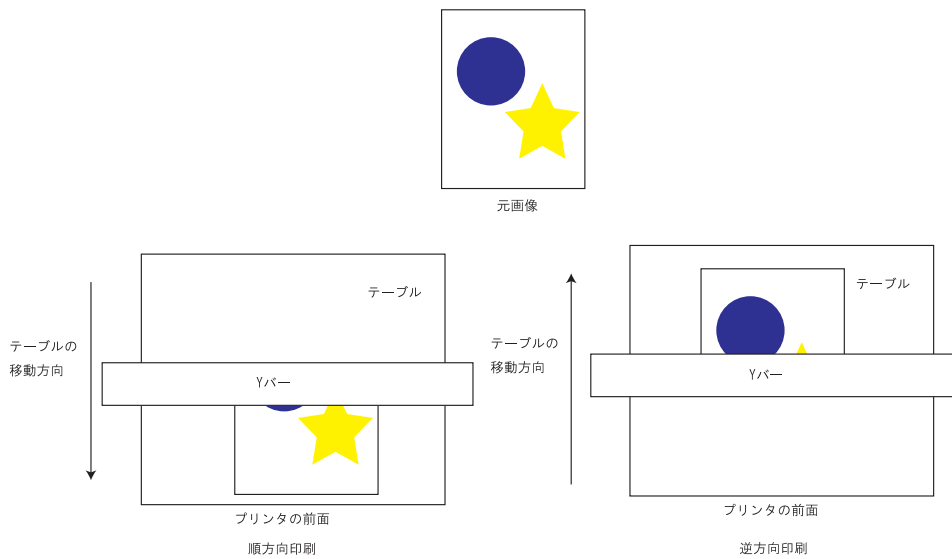 元画像
テーブル
テーブルの
移動方向
Yバー
プリンタの前面
順方向印刷
テーブル
テーブルの
移動方向
Yバー
プリンタの前面
逆方向印刷